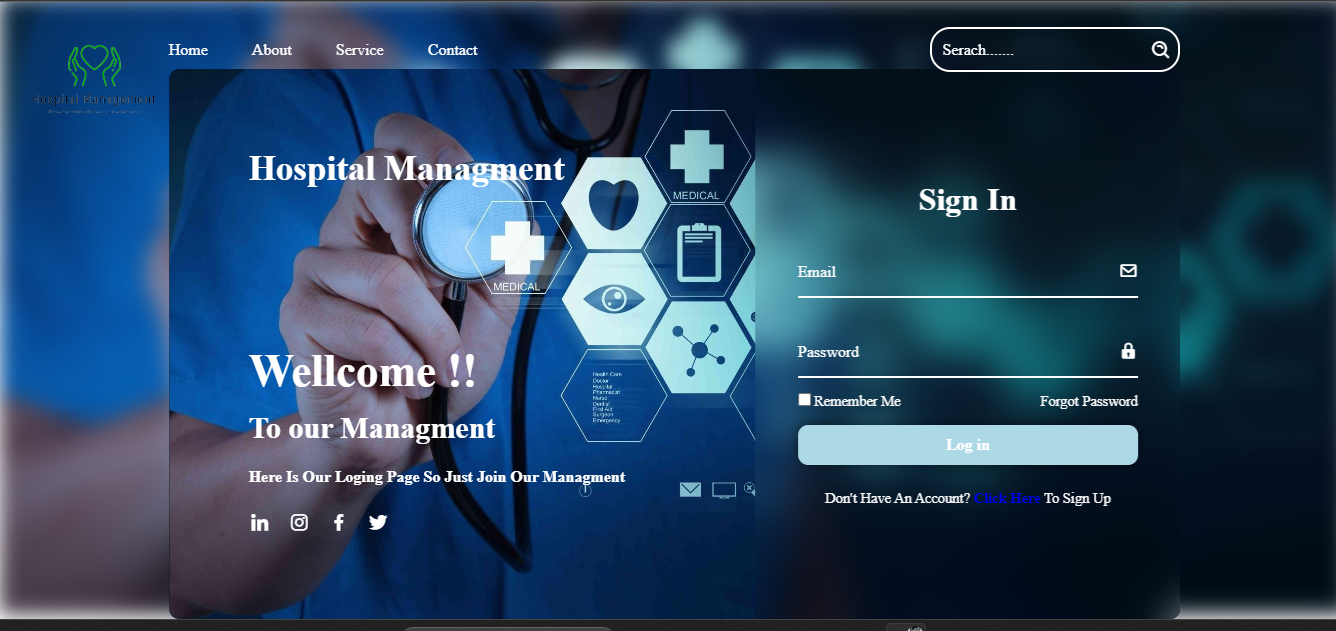 Home About Service Contact
Serach.......
Hospital Managment
Hospital Managment
MEDICAL
MEDICAL
Health Care
Doctor
Hospital
Pharmacist
Nurse
Dentist
First Aid
Surgeon
Emergency
Wellcome !!
To our Managment
Here Is Our Loging Page So Just Join Our Managment
Sign In
Email
Password
Remember Me Forgot Password
Log in
Don't Have An Account? Click Here To Sign Up